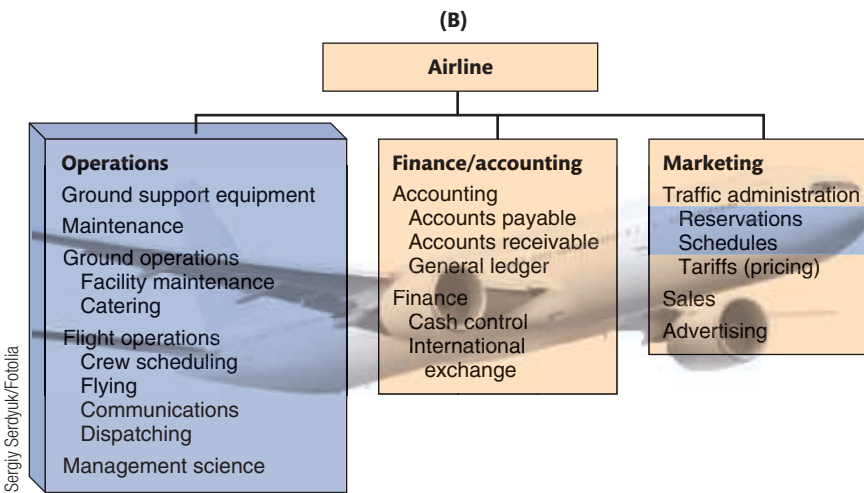 (B)
Airline
Operations
Ground support equipment
Maintenance
Ground operations
Facility maintenance
Catering
Flight operations
Crew scheduling
Flying
Communications
Dispatching
Management science
Finance/accounting
Accounting
Accounts payable
Accounts receivable
General ledger
Finance
Cash control
International
exchange
Marketing
Traffic administration
Reservations
Schedules
Tariffs (pricing)
Sales
Advertising
Sergiy Serdyuk/Fotolia